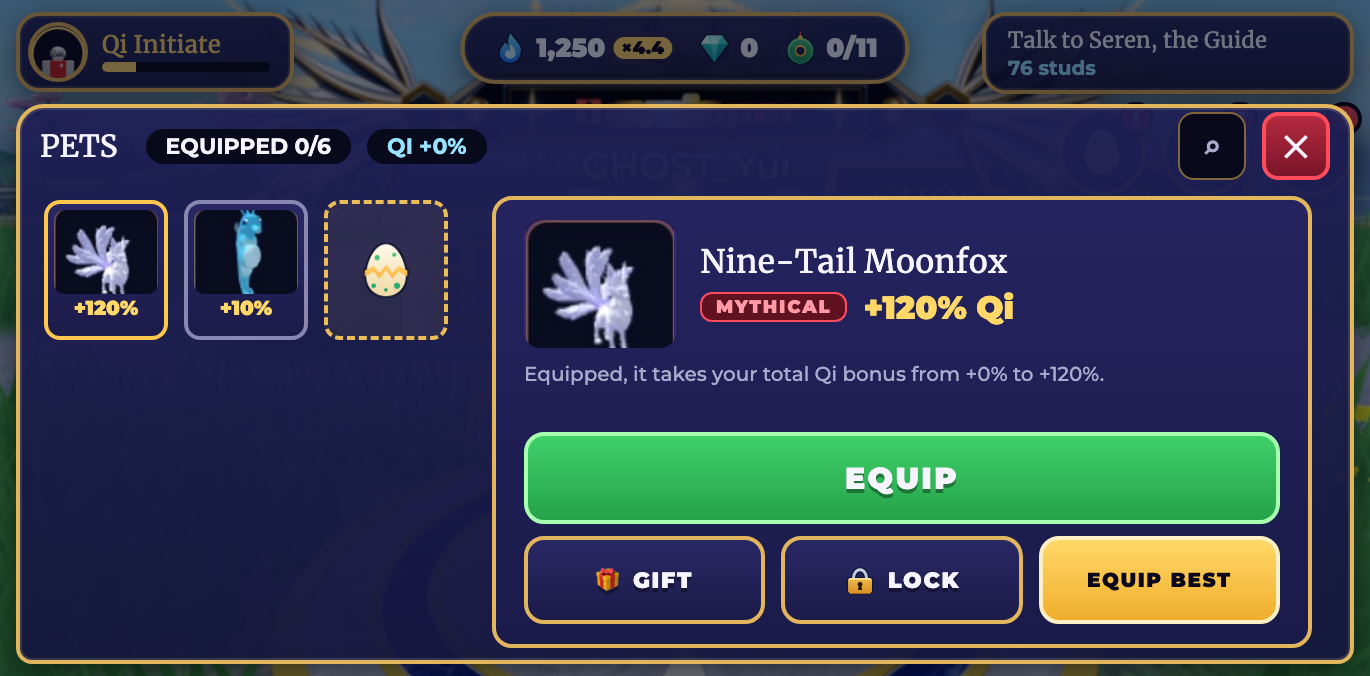 Qi Initiate
1,250 ×4.4 0 0/11
Talk to Seren, the Guide
76 studs
PETS EQUIPPED 0/6 QI +0%
GHOST_Yui
+120% +10%
Nine-Tail Moonfox
MYTHICAL +120% Qi
Equipped, it takes your total Qi bonus from +0% to +120%.
EQUIP
GIFT LOCK EQUIP BEST